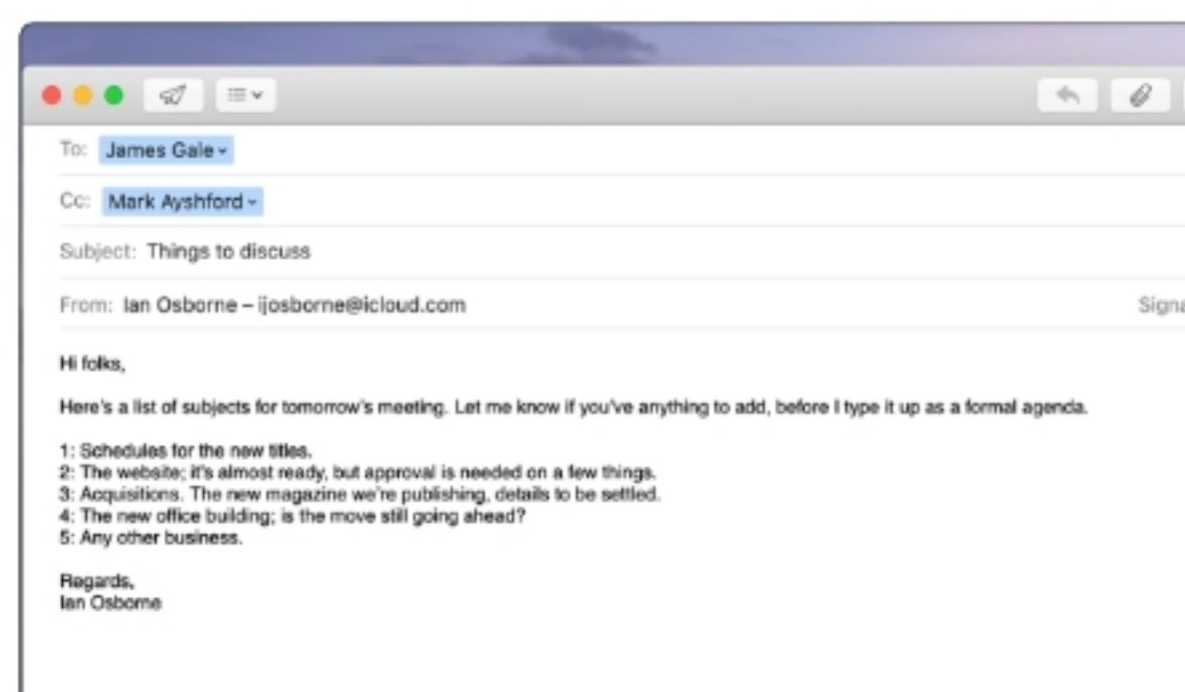 To: James Gale
Cc: Mark Ayshford
Subject: Things to discuss
From: Ian Osborne – ijosborne@icloud.com
Hi folks,
Here's a list of subjects for tomorrow's meeting. Let me know if you've anything to add, before I type it up as a formal agenda.
1: Schedules for the new titles.
2: The website; it's almost ready, but approval is needed on a few things.
3: Acquisitions. The new magazine we're publishing, details to be settled.
4: The new office building; is the move still going ahead?
5: Any other business.
Regards,
Ian Osborne